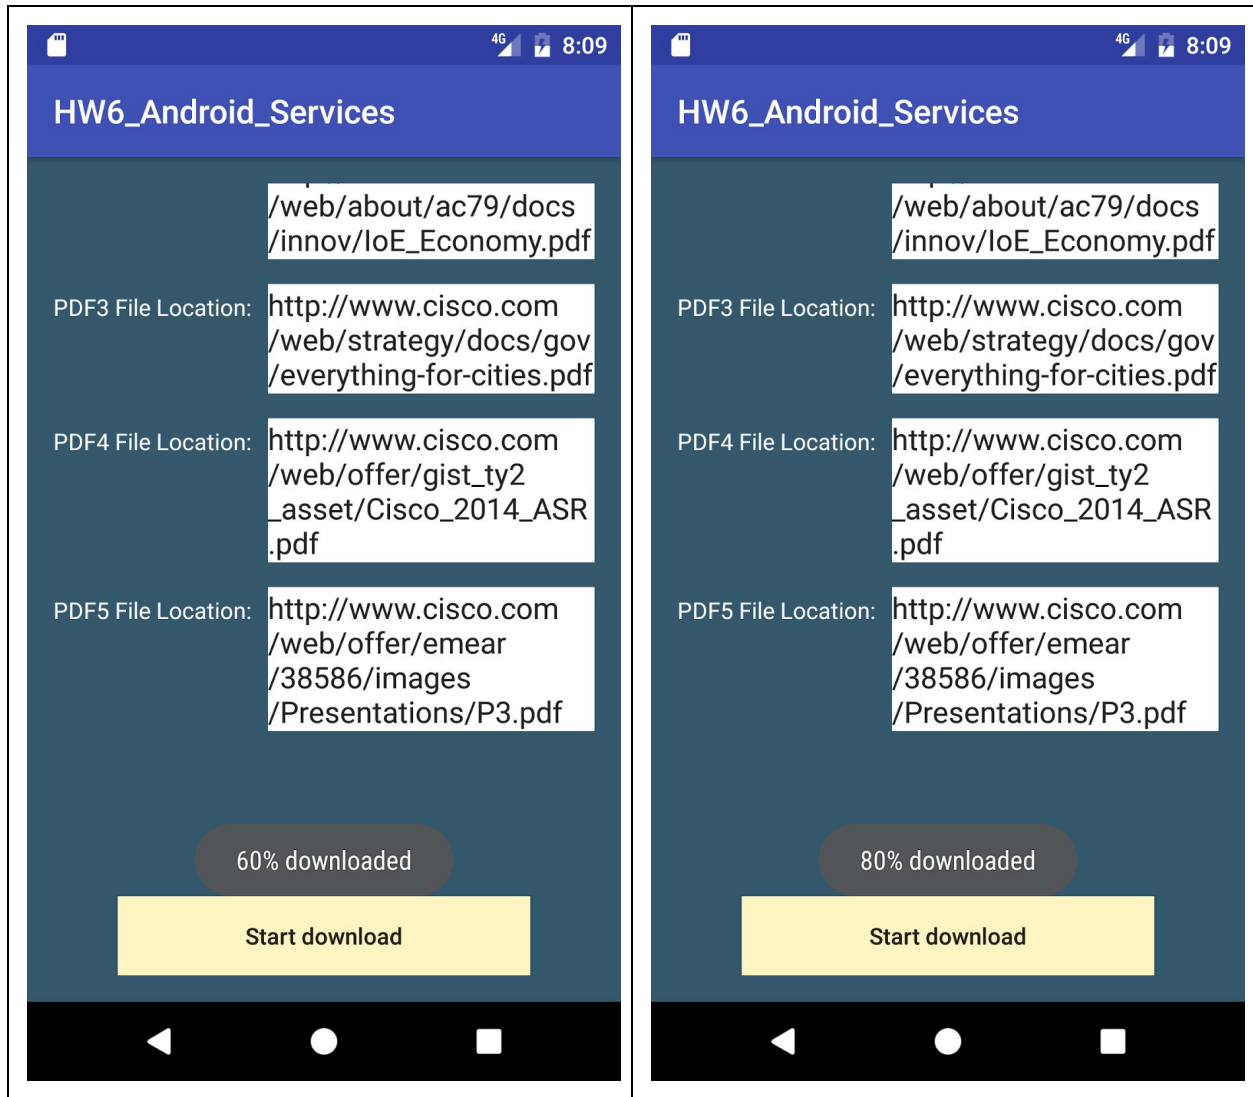 4G 8:09
HW6_Android_Services
/web/about/ac79/docs
/innov/IoE_Economy.pdf
PDF3 File Location: http://www.cisco.com
/web/strategy/docs/gov
/everything-for-cities.pdf
PDF4 File Location: http://www.cisco.com
/web/offer/gist_ty2
_asset/Cisco_2014_ASR
.pdf
PDF5 File Location: http://www.cisco.com
/web/offer/emear
/38586/images
/Presentations/P3.pdf
60% downloaded
Start download
4G 8:09
HW6_Android_Services
/web/about/ac79/docs
/innov/IoE_Economy.pdf
PDF3 File Location: http://www.cisco.com
/web/strategy/docs/gov
/everything-for-cities.pdf
PDF4 File Location: http://www.cisco.com
/web/offer/gist_ty2
_asset/Cisco_2014_ASR
.pdf
PDF5 File Location: http://www.cisco.com
/web/offer/emear
/38586/images
/Presentations/P3.pdf
80% downloaded
Start download